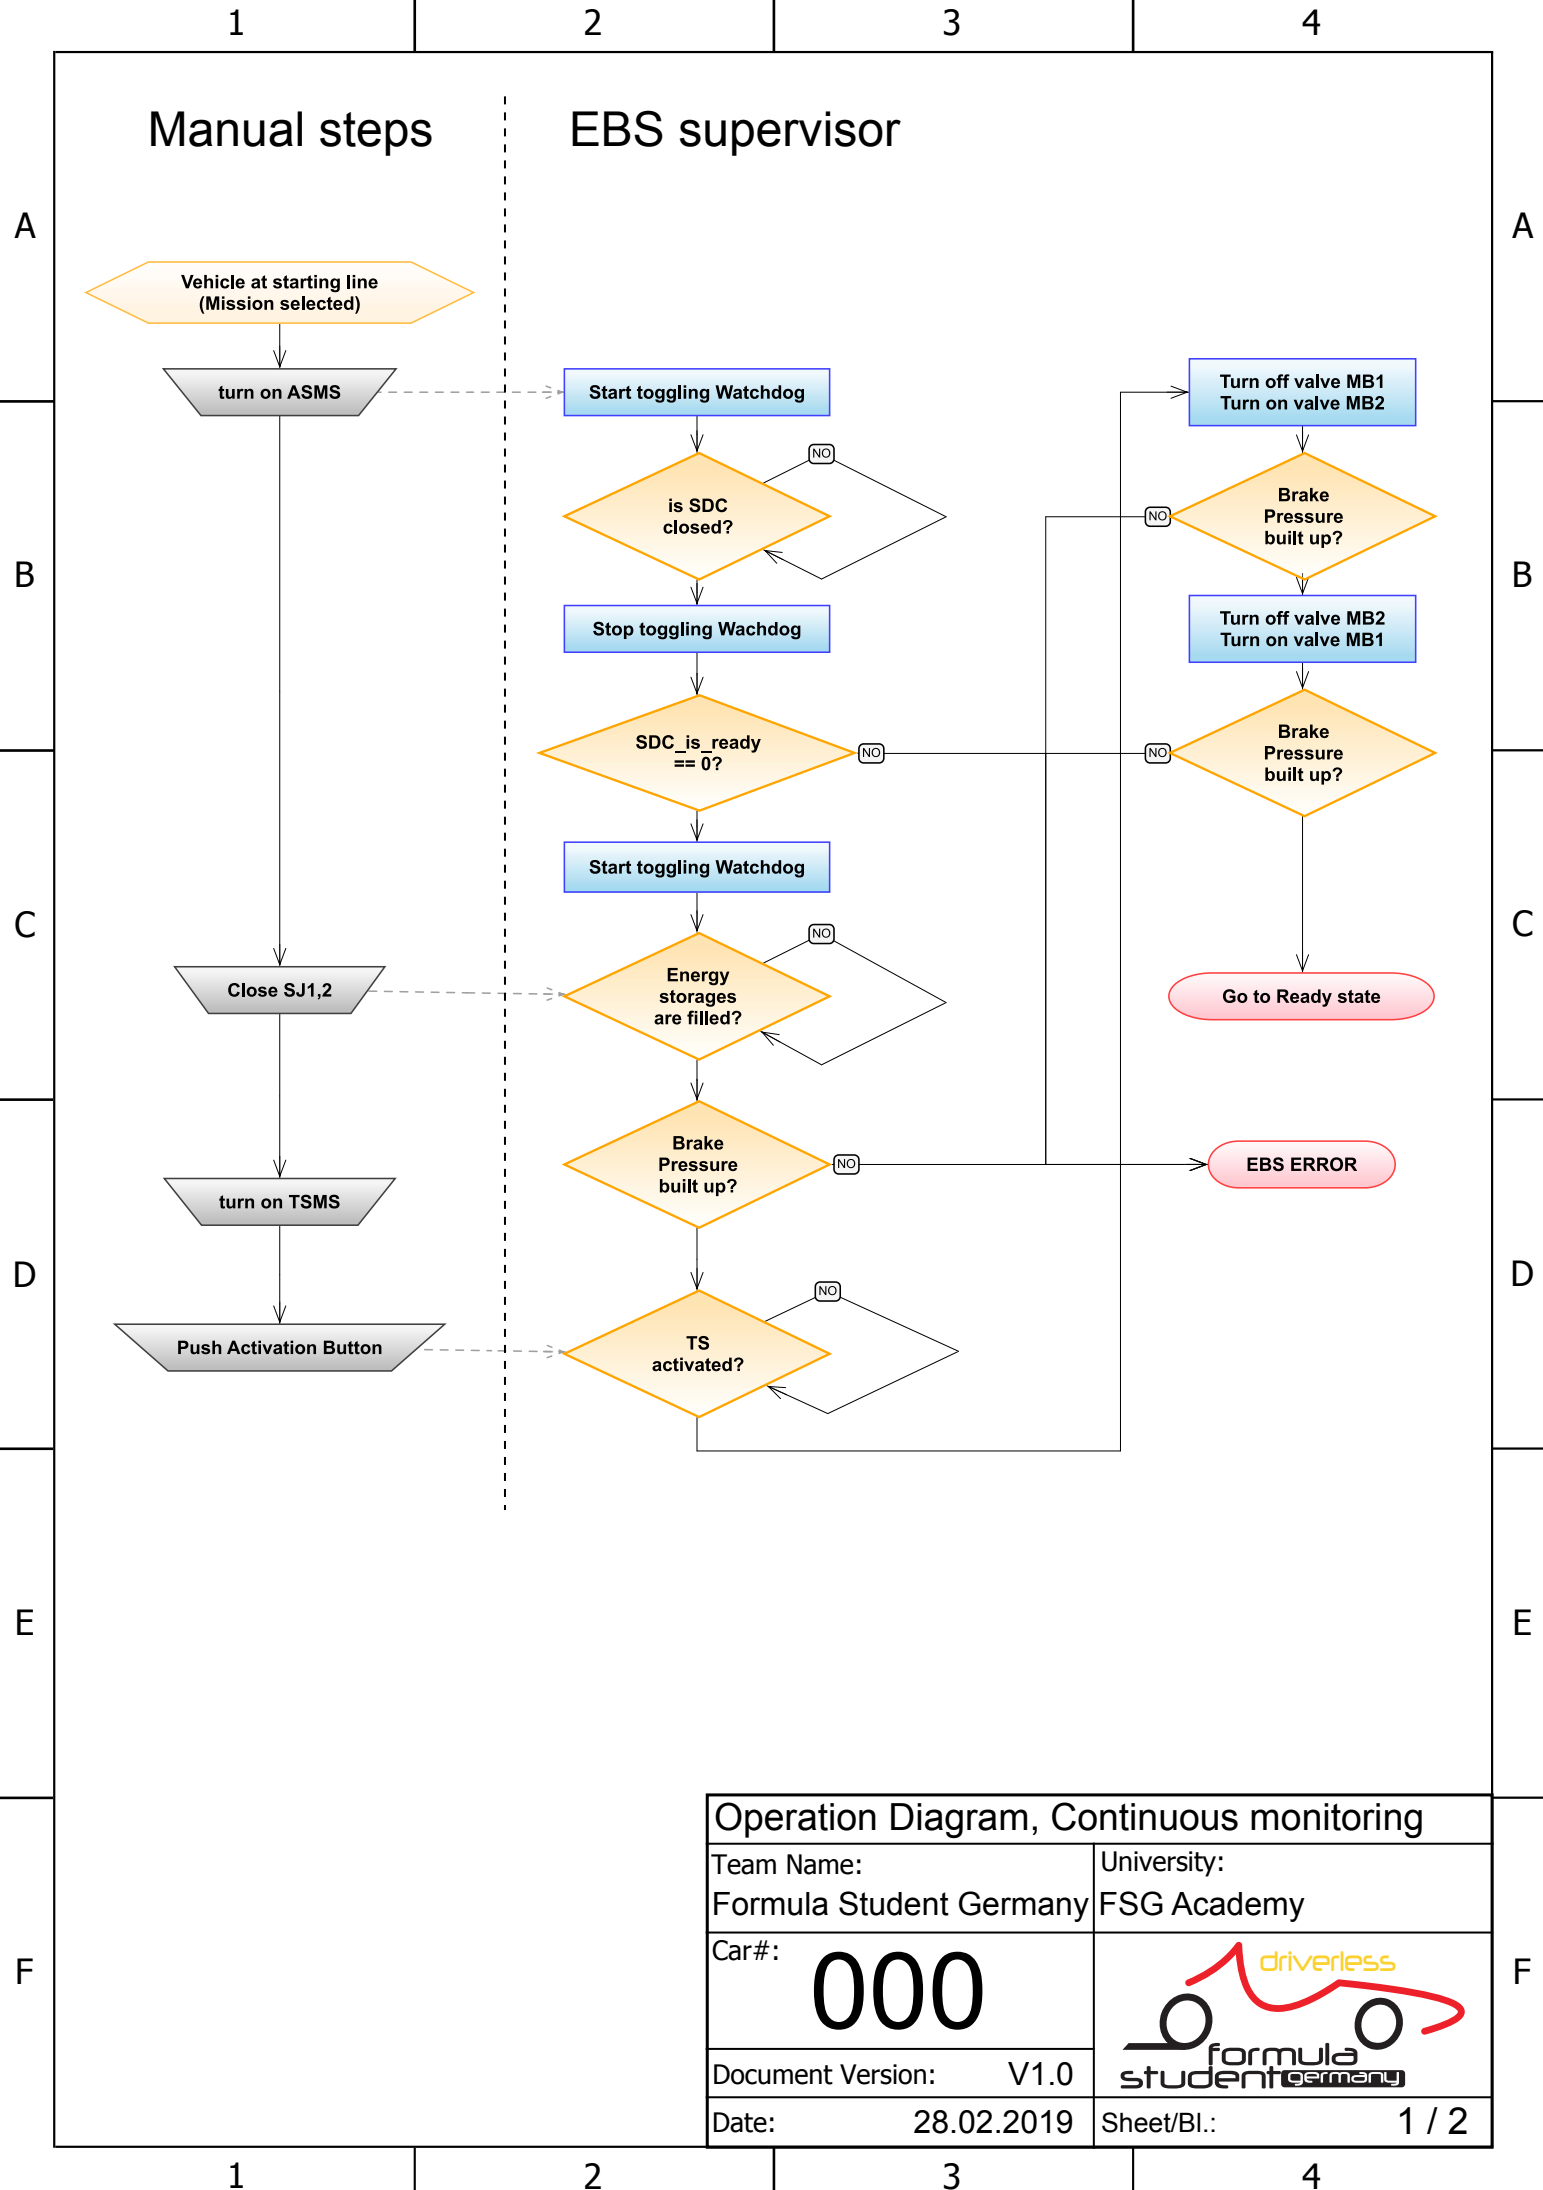 1 2 3 4
Manual steps
EBS supervisor
A A
Vehicle at starting line
(Mission selected)
turn on ASMS
Start toggling Watchdog
Turn off valve MB1
Turn on valve MB2
NO
is SDC
closed?
Brake
Pressure
built up?
NO
B B
Stop toggling Wachdog
Turn off valve MB2
Turn on valve MB1
SDC_is_ready
== 0?
NO
NO
Brake
Pressure
built up?
Start toggling Watchdog
C C
NO
Close SJ1,2
Energy
storages
are filled?
Go to Ready state
Brake
Pressure
built up?
NO
EBS ERROR
turn on TSMS
D D
NO
Push Activation Button
TS
activated?
E E
Operation Diagram, Continuous monitoring
Team Name:
Formula Student Germany
University:
FSG Academy
F F
Car#:
000
driverless
formula
student germany
Document Version: V1.0
Date: 28.02.2019
Sheet/Bl.: 1 / 2
1 2 3 4